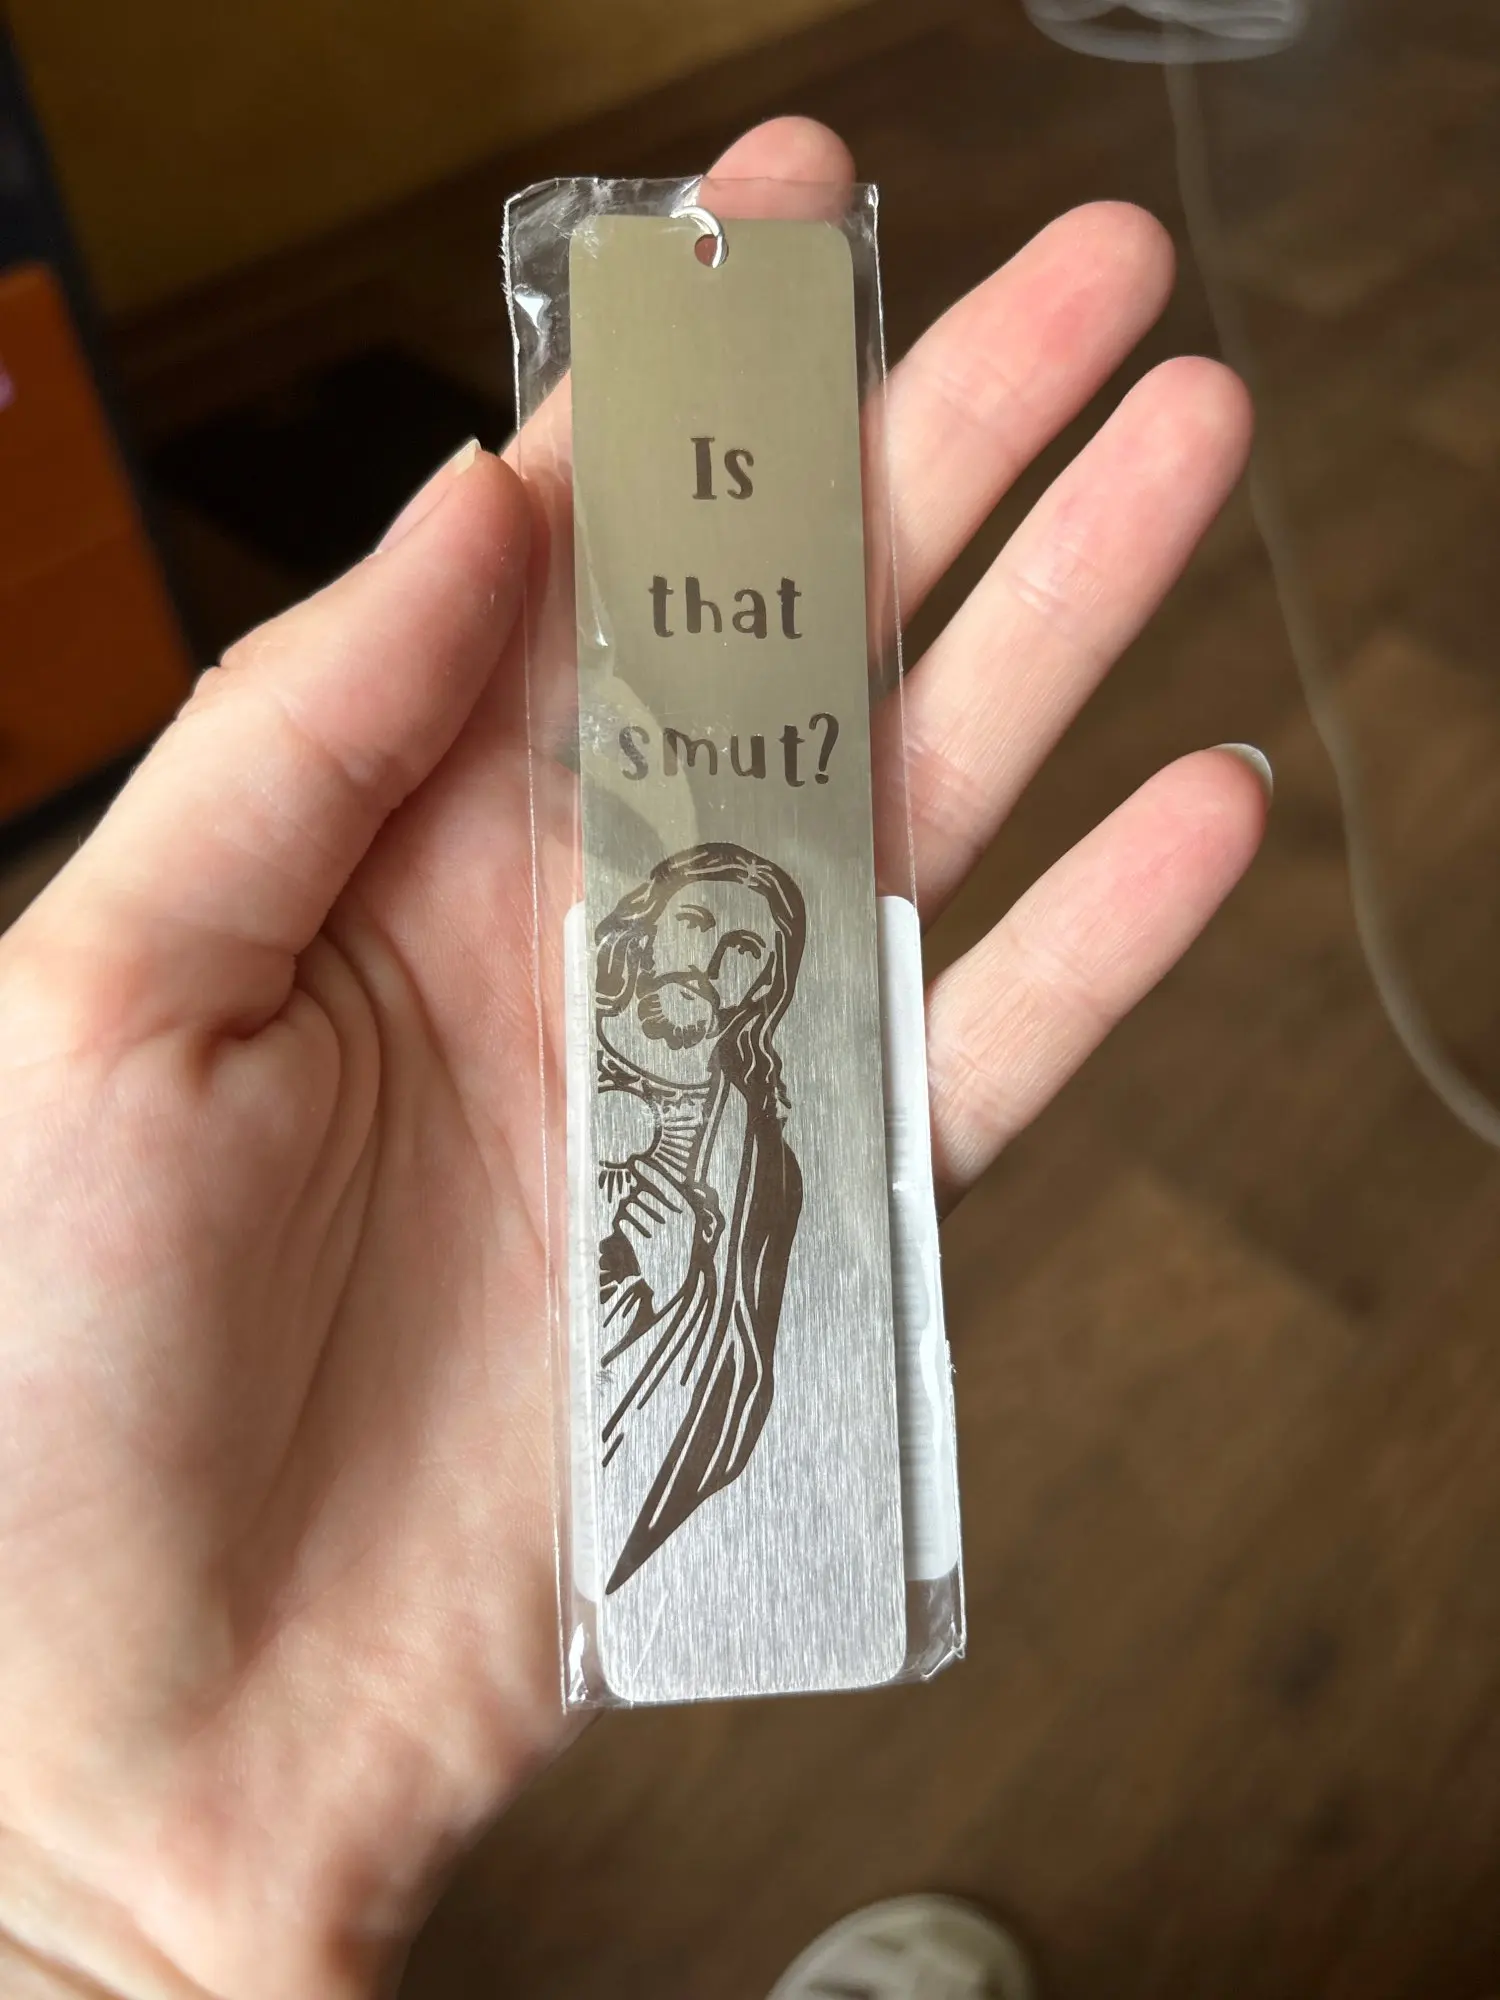 Is
that
smut?